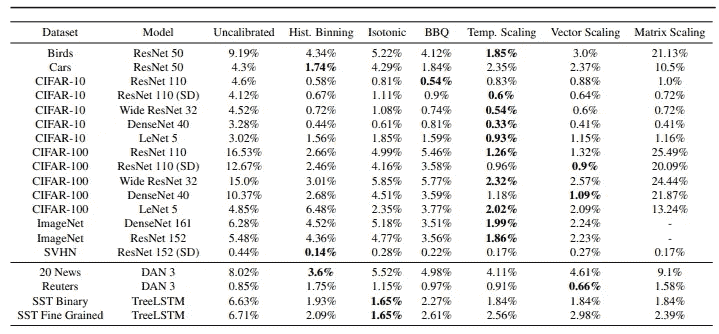 Dataset Model Uncalibrated Hist. Binning Isotonic BBQ Temp. Scaling Vector Scaling Matrix Scaling
Birds ResNet 50 9.19% 4.34% 5.22% 4.12% 1.85% 3.0% 21.13%
Cars ResNet 50 4.3% 1.74% 4.29% 1.84% 2.35% 2.37% 10.5%
CIFAR-10 ResNet 110 4.6% 0.58% 0.81% 0.54% 0.83% 0.88% 1.0%
CIFAR-10 ResNet 110 (SD) 4.12% 0.67% 1.11% 0.9% 0.6% 0.64% 0.72%
CIFAR-10 Wide ResNet 32 4.52% 0.72% 1.08% 0.74% 0.54% 0.6% 0.72%
CIFAR-10 DenseNet 40 3.28% 0.44% 0.61% 0.81% 0.33% 0.41% 0.41%
CIFAR-10 LeNet 5 3.02% 1.56% 1.85% 1.59% 0.93% 1.15% 1.16%
CIFAR-100 ResNet 110 16.53% 2.66% 4.99% 5.46% 1.26% 1.32% 25.49%
CIFAR-100 ResNet 110 (SD) 12.67% 2.46% 4.16% 3.58% 0.96% 0.9% 20.09%
CIFAR-100 Wide ResNet 32 15.0% 3.01% 5.85% 5.77% 2.32% 2.57% 24.44%
CIFAR-100 DenseNet 40 10.37% 2.68% 4.51% 3.59% 1.18% 1.09% 21.87%
CIFAR-100 LeNet 5 4.85% 6.48% 2.35% 3.77% 2.02% 2.09% 13.24%
ImageNet DenseNet 161 6.28% 4.52% 5.18% 3.51% 1.99% 2.24% -
ImageNet ResNet 152 5.48% 4.36% 4.77% 3.56% 1.86% 2.23% -
SVHN ResNet 152 (SD) 0.44% 0.14% 0.28% 0.22% 0.17% 0.27% 0.17%
20 News DAN 3 8.02% 3.6% 5.52% 4.98% 4.11% 4.61% 9.1%
Reuters DAN 3 0.85% 1.75% 1.15% 0.97% 0.91% 0.66% 1.58%
SST Binary TreeLSTM 6.63% 1.93% 1.65% 2.27% 1.84% 1.84% 1.84%
SST Fine Grained TreeLSTM 6.71% 2.09% 1.65% 2.61% 2.56% 2.98% 2.39%